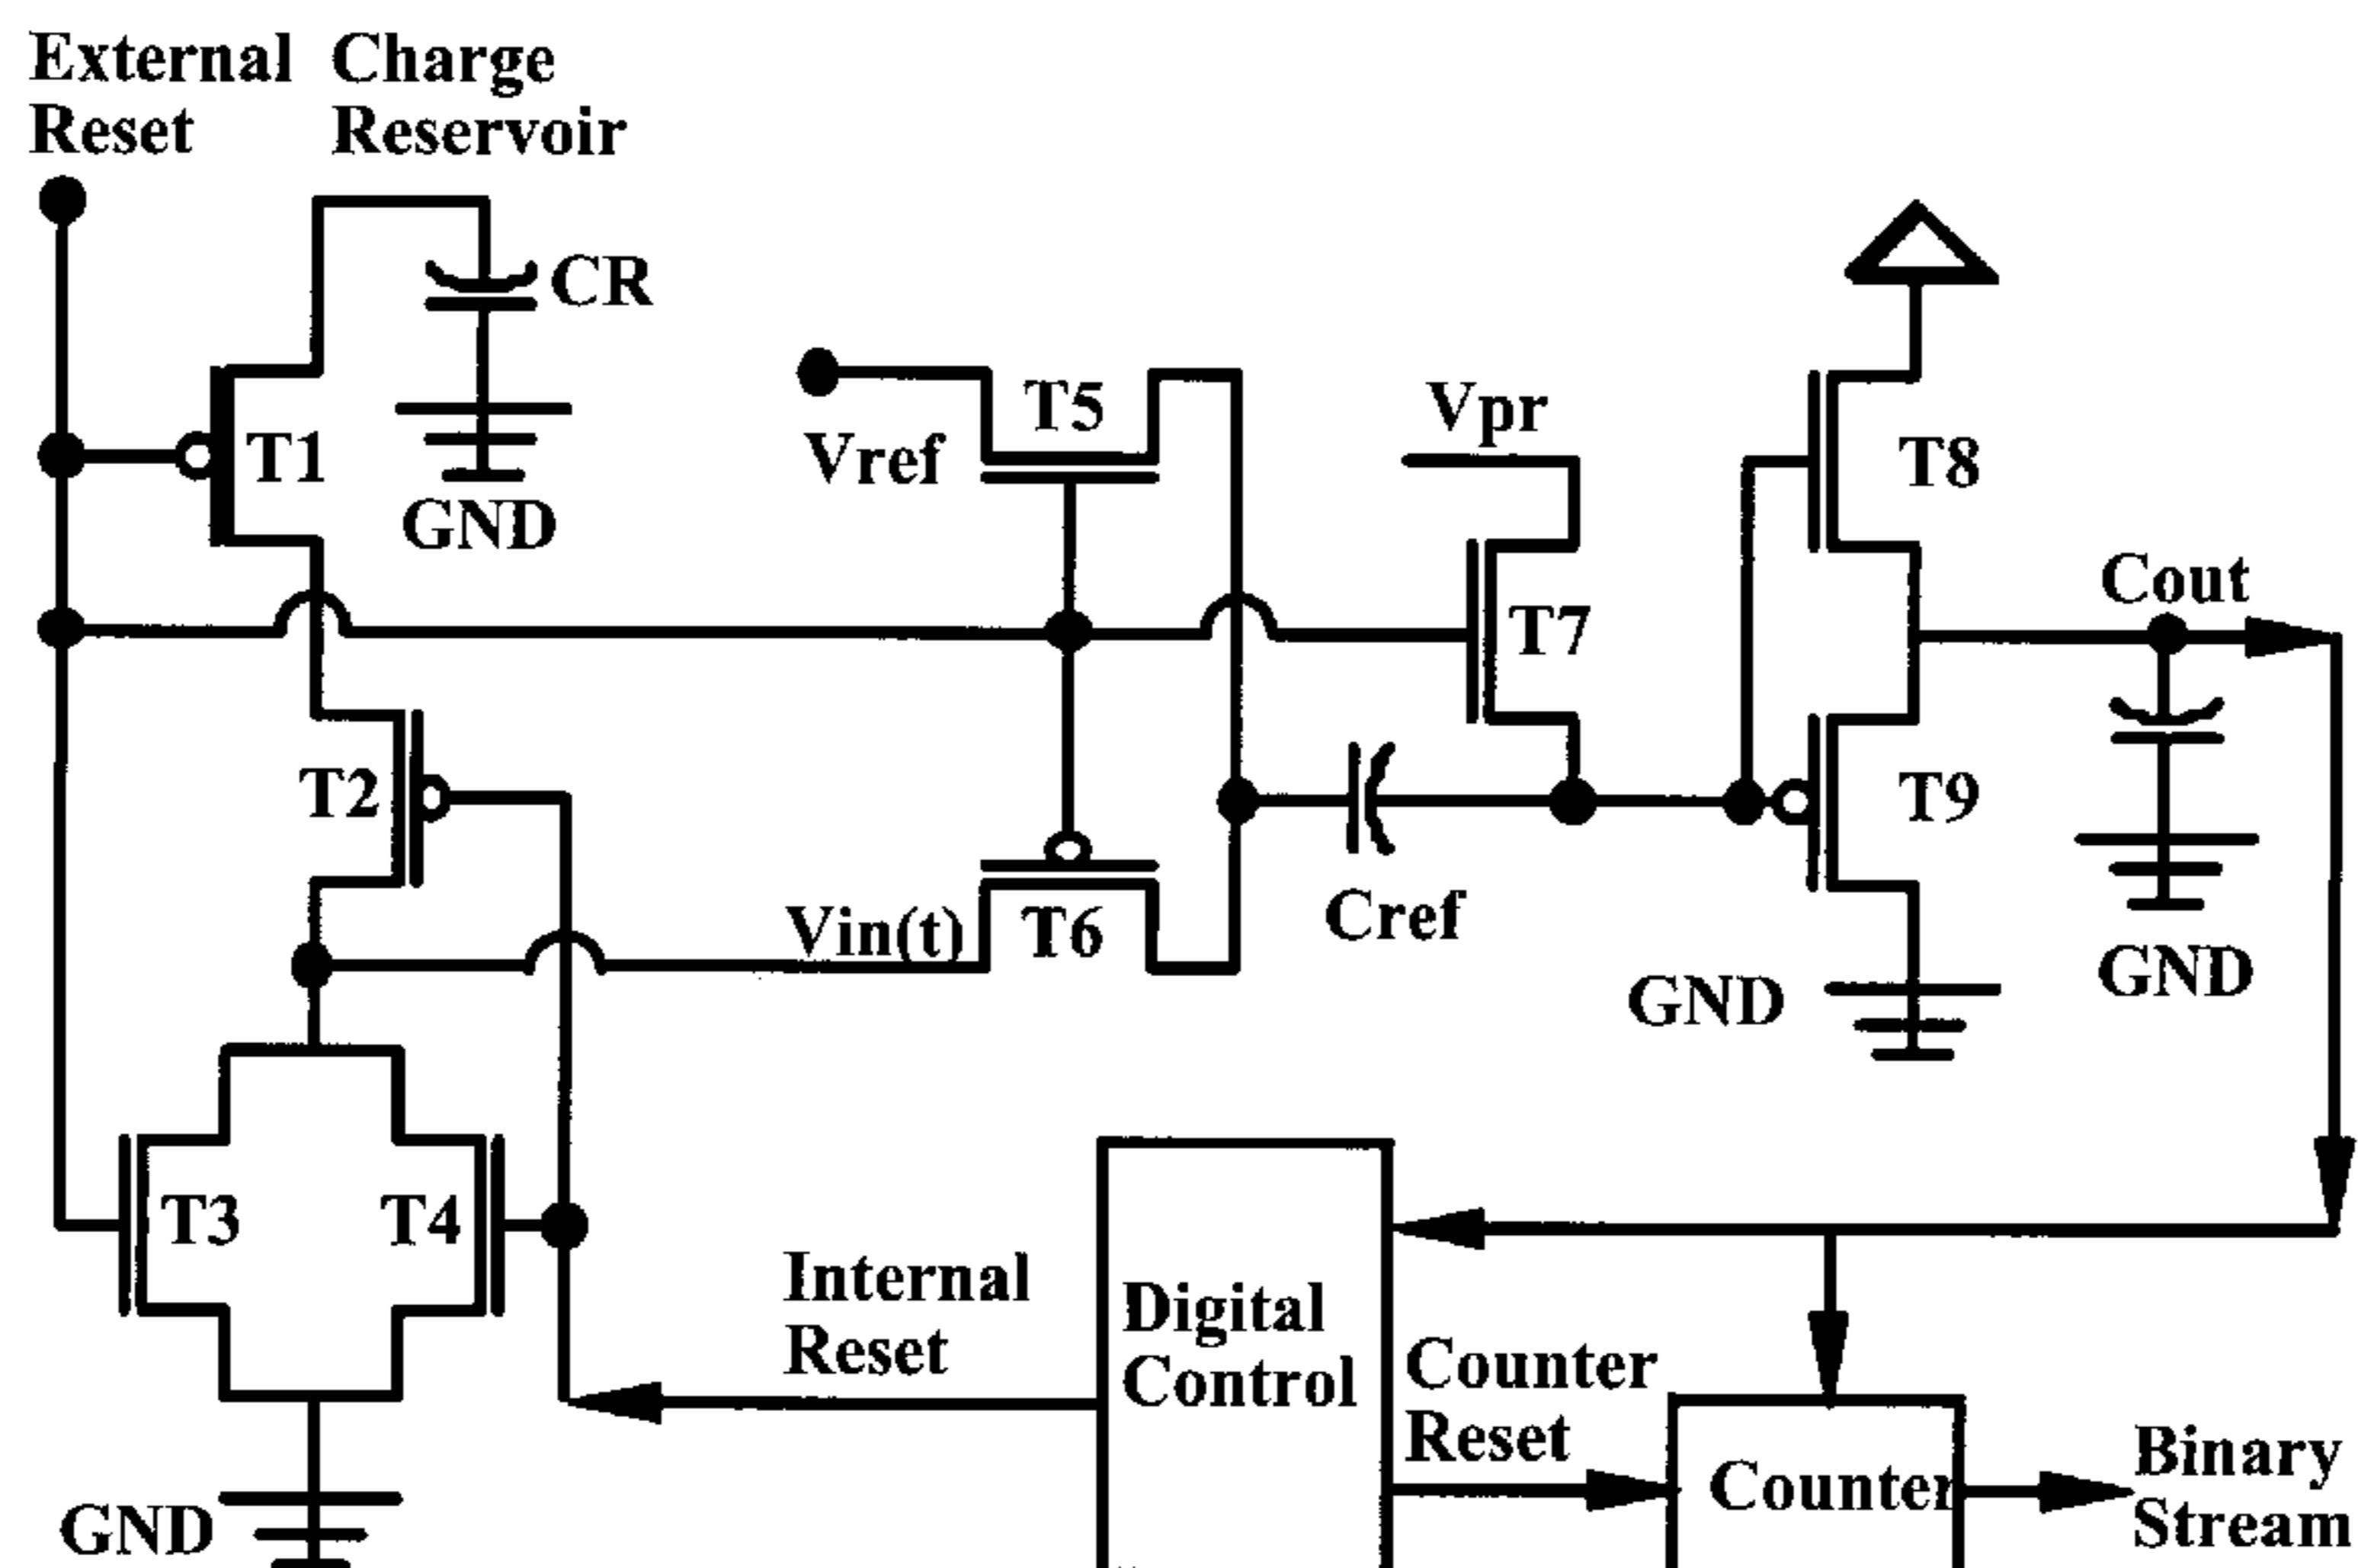 External
Reset
Charge
Reservoir
CR
T1
GND
T5
Vref
Vpr
T8
T7
Cout
T2
T9
Vin(t)
T6
Cref
GND
GND
T3
T4
Internal
Reset
Digital
Control
Counter
Reset
Counter
Binary
Stream
GND